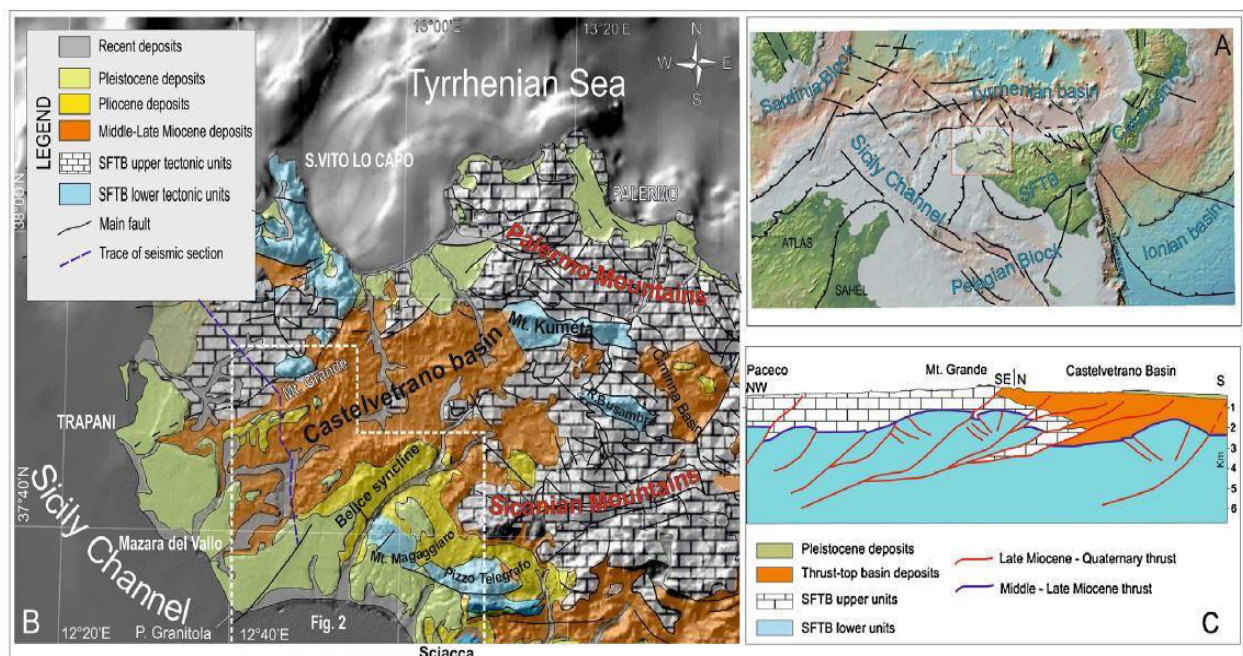 LEGEND
Recent deposits
Pleistocene deposits
Pliocene deposits
Middle-Late Miocene deposits
SFTB upper tectonic units
SFTB lower tectonic units
Main fault
Trace of seismic section
13°00'E
13°20'E
N
W
E
S
Tyrrhenian Sea
S.VITO LO CAPO
PALERMO
38°00'N
Palermo Mountains
Mt. Kumeta
Mt. Grande
Castelvetrano basin
Ciminna Basin
R.Busambra
TRAPANI
37°40'N
Sicily Channel
Belice syncline
Sicanian Mountains
Mazara del Vallo
Mt. Magaggiaro
Pizzo Telegrafo
B
12°20'E
P. Granitola
12°40'E
Fig. 2
Sciacca
A
Sardinia Block
Tyrrhenian basin
Sicily Channel
SFTB
Ionian basin
Pelagian Block
ATLAS
SAHEL
Paceco
NW
Mt. Grande
SE
N
Castelvetrano Basin
S
1
2
3
Km
4
5
6
Pleistocene deposits
Thrust-top basin deposits
SFTB upper units
SFTB lower units
Late Miocene - Quaternary thrust
Middle - Late Miocene thrust
C